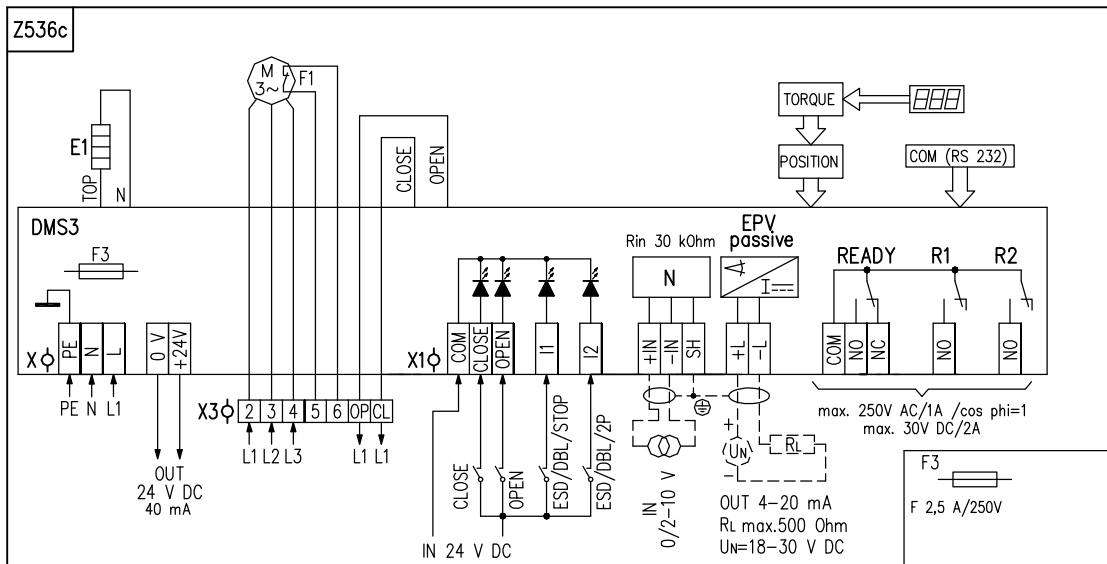 Z536c
M
3~
F1
E1
TOP
N
CLOSE
OPEN
TORQUE
POSITION
COM (RS 232)
DMS3
F3
Rin 30 kOhm
N
EPV
passive
I
READY
R1
R2
X
PE
N
L
0 V
+24V
X1
COM
CLOSE
OPEN
I1
I2
+IN
-IN
SH
+L
-L
COM
NO
NC
NO
NO
PE N L1
X3
2 3 4 5 6 OP CL
L1 L2 L3 L1 L1
OUT
24 V DC
40 mA
CLOSE
OPEN
ESD/DBL/STOP
ESD/DBL/2P
IN 24 V DC
IN
0/2-10 V
+
UN
-
RL
OUT 4-20 mA
RL max.500 Ohm
UN=18-30 V DC
max. 250V AC/1A /cos phi=1
max. 30V DC/2A
F3
F 2,5 A/250V